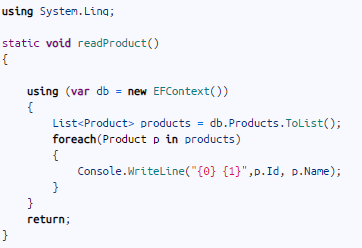 using System.Linq;
static void readProduct()
{
using (var db = new EFContext())
{
List<Product> products = db.Products.ToList();
foreach(Product p in products)
{
Console.WriteLine("{0} {1}",p.Id, p.Name);
}
}
return;
}